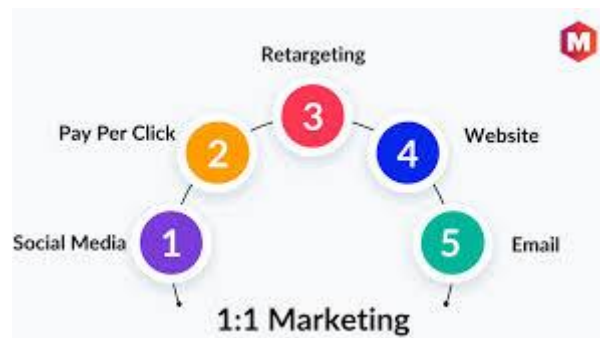 M
Retargeting
3
Pay Per Click
2
4
Website
Social Media
1
5
Email
1:1 Marketing